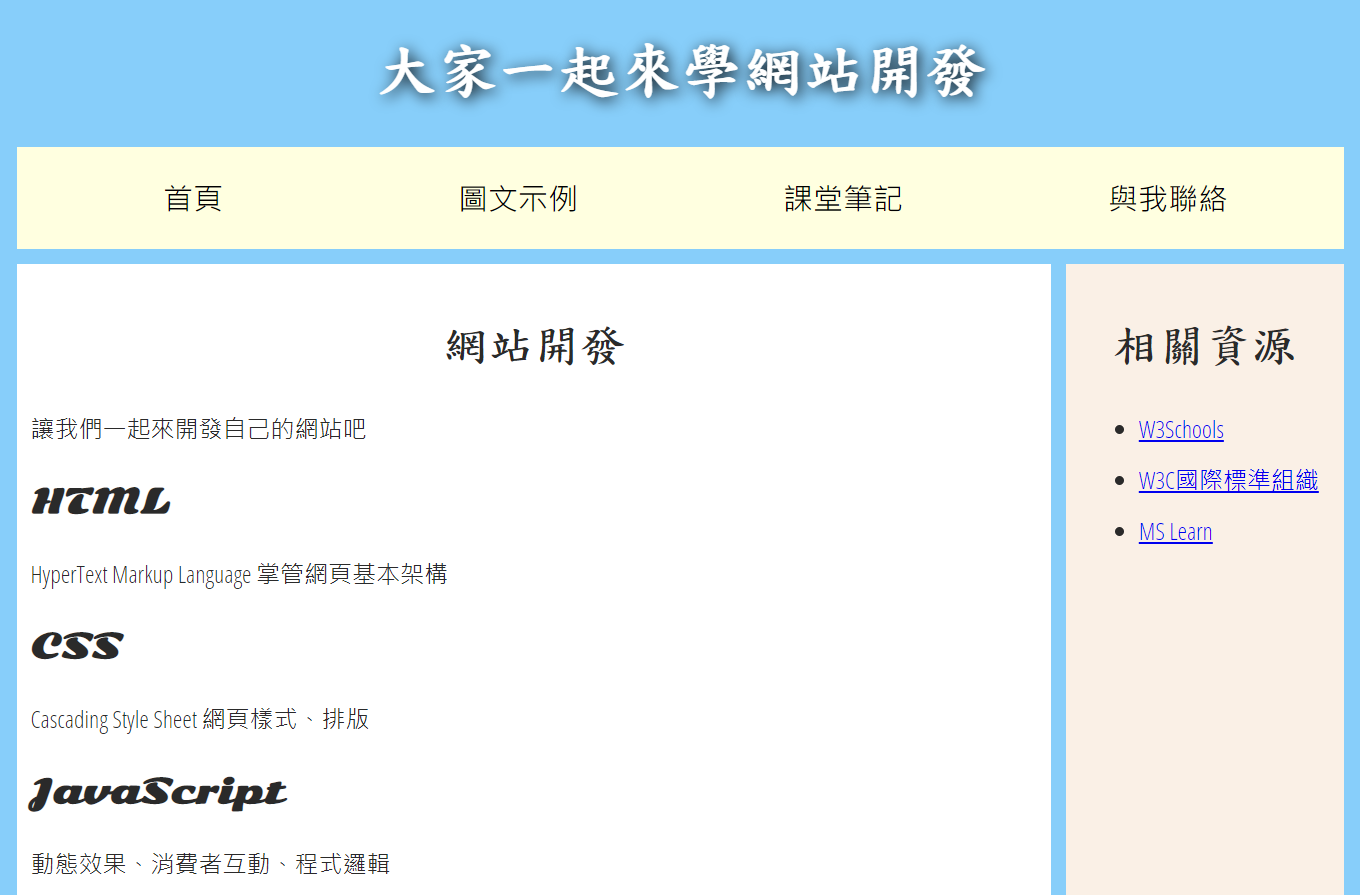 大家一起來學網站開發
首頁 圖文示例 課堂筆記 與我聯絡
網站開發
讓我們一起來開發自己的網站吧
HTML
HyperText Markup Language 掌管網頁基本架構
CSS
Cascading Style Sheet 網頁樣式、排版
JavaScript
動態效果、消費者互動、程式邏輯
相關資源
W3Schools
W3C國際標準組織
MS Learn